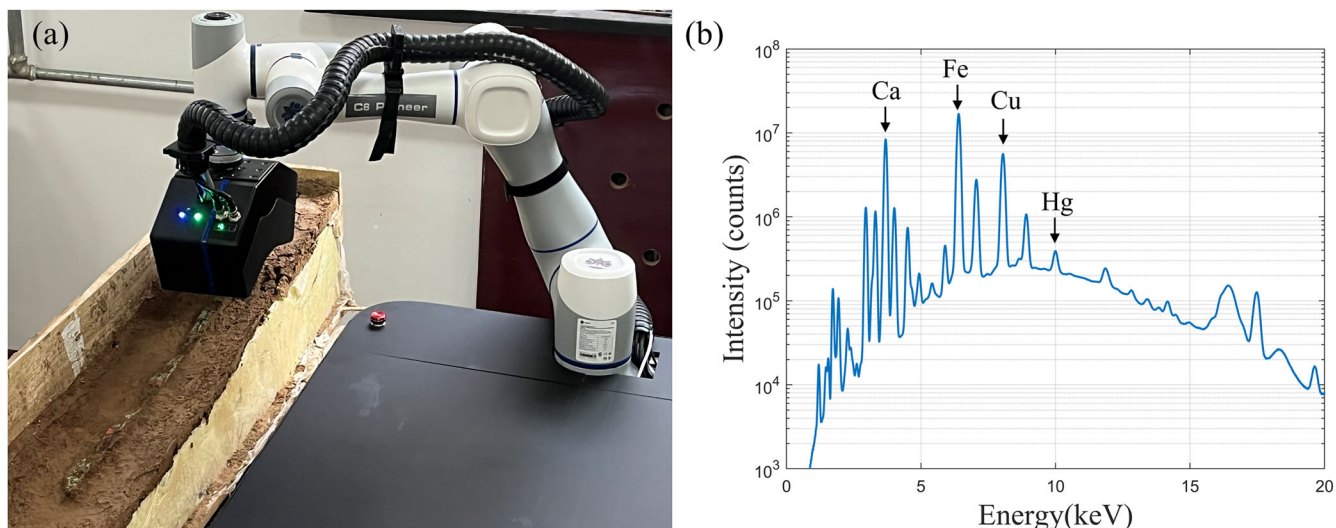 (a)
C8 Pioneer
(b)
10^8
10^7
10^6
10^5
10^4
10^3
Intensity (counts)
Ca
Fe
Cu
Hg
0 5 10 15 20
Energy(keV)